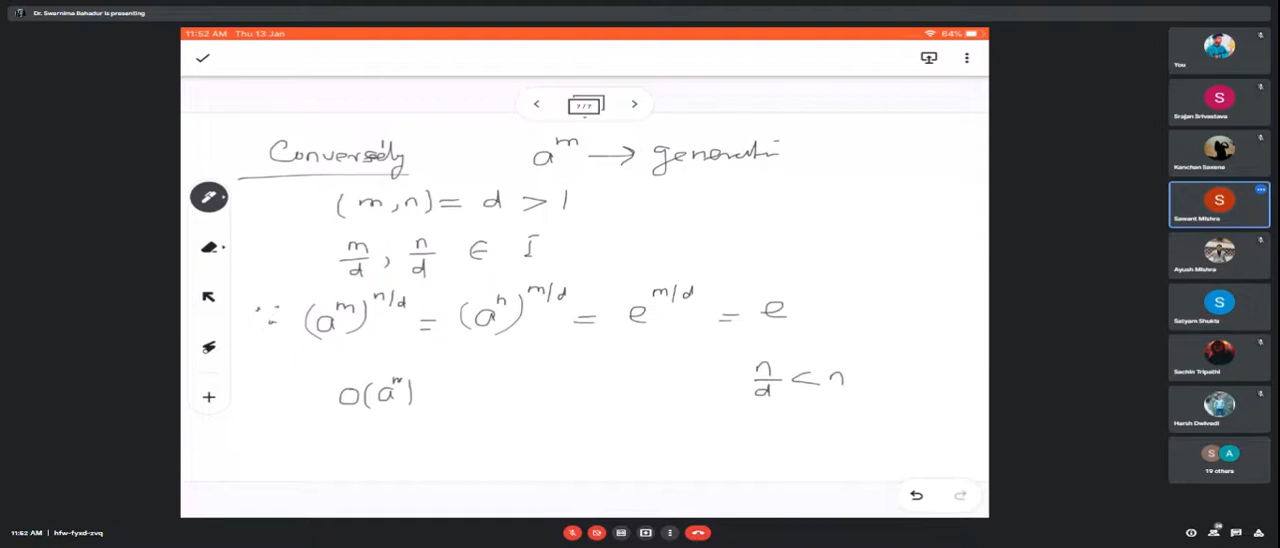 Dr. Swarnima Bahadur is presenting
11:52 AM Thu 13 Jan
64%
7/7
Conversely a^m → generati
(m,n) = d > 1
m/d, n/d ∈ I
∵ (a^m)^n/d = (a^n)^m/d = e^m/d = e
n/d < n
O(a^m)
You
Srajan Srivastava
Kanchan Saxena
Sawant Mishra
Ayush Mishra
Satyam Shukla
Sachin Tripathi
Harsh Dwivedi
19 others
11:52 AM | hfw-fyxd-zvq
S
S
S
S A